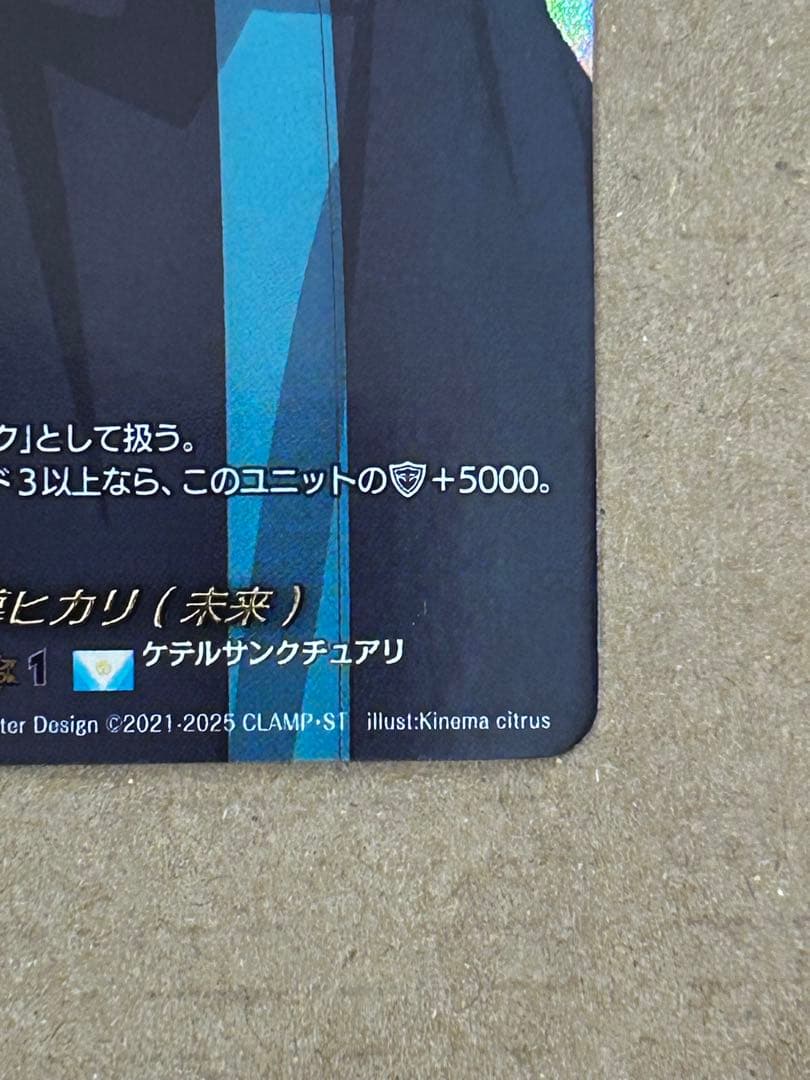 ク」として扱う。
ド3以上なら、このユニットの+5000。
ヒカリ(未来)
1 ケテルサンクチュアリ
ter Design ©2021-2025 CLAMP・ST illust:Kinema citrus